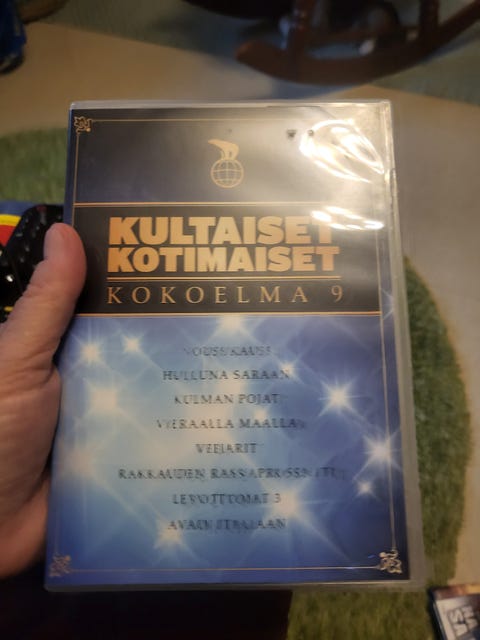 KULTAISET
KOTIMAISET
KOKOELMA 9
NOUSUKAUSI
HULLUNA SARAAN
KULMAN POJAT
VIERAALLA MAALLA
VEIJARIT
RAKKAUDEN
LEVOTTOMAT 3